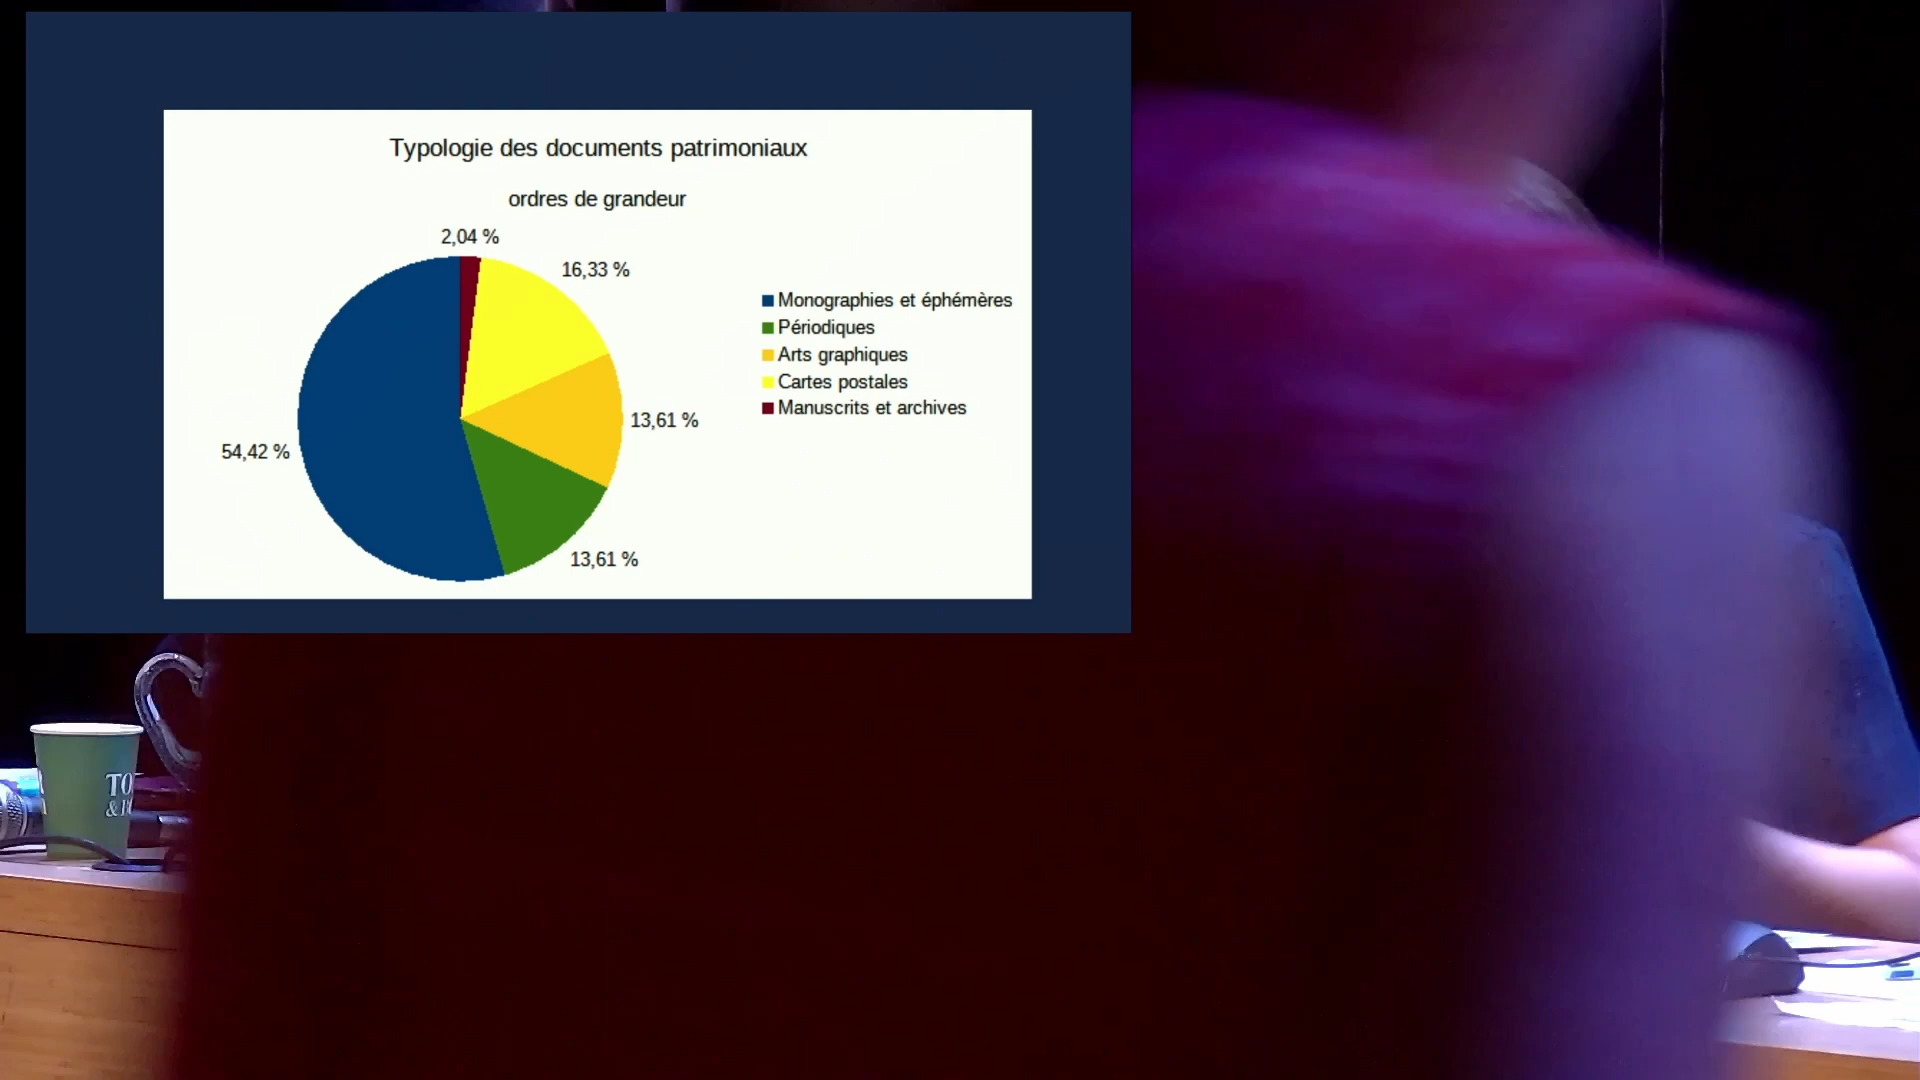 Typologie des documents patrimoniaux
ordres de grandeur
2,04 %
16,33 %
13,61 %
13,61 %
54,42 %
Monographies et éphémères
Périodiques
Arts graphiques
Cartes postales
Manuscrits et archives
TO
&